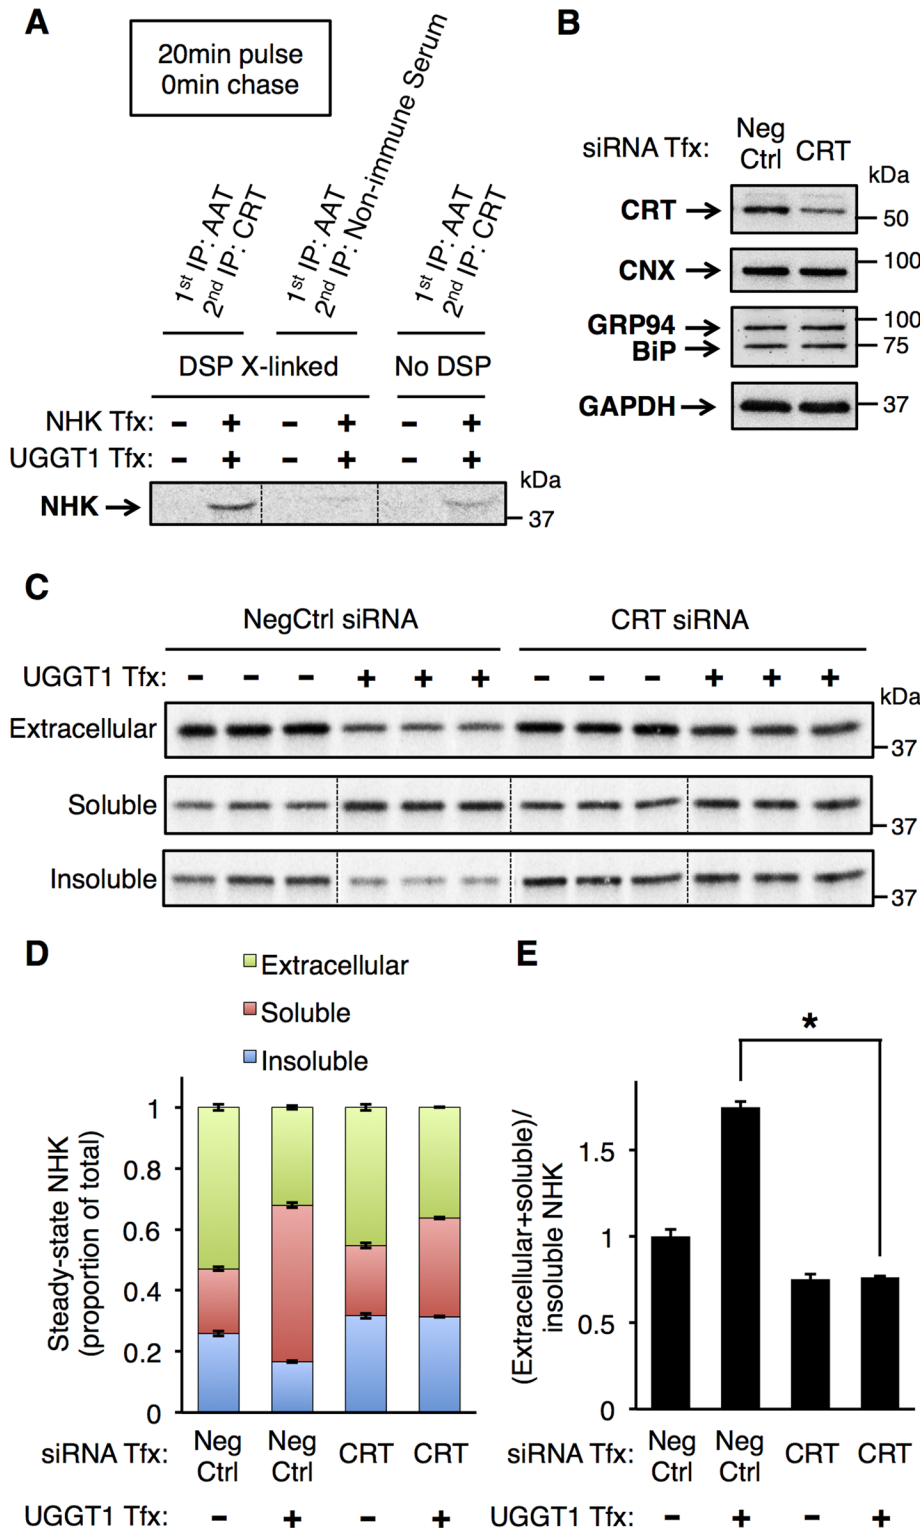 A
20min pulse
0min chase
1st IP: AAT
2nd IP: CRT
1st IP: AAT
2nd IP: Non-immune Serum
1st IP: AAT
2nd IP: CRT
DSP X-linked
No DSP
NHK Tfx: - + - + - +
UGGT1 Tfx: - + - + - +
kDa
NHK
37
B
siRNA Tfx:
Neg Ctrl
CRT
kDa
CRT
50
CNX
100
GRP94
100
BiP
75
GAPDH
37
C
NegCtrl siRNA
CRT siRNA
UGGT1 Tfx: - - - + + + - - - + + +
kDa
Extracellular
37
Soluble
37
Insoluble
37
D
Extracellular
Soluble
Insoluble
Steady-state NHK
(proportion of total)
1
0.8
0.6
0.4
0.2
0
siRNA Tfx:
Neg Ctrl
Neg Ctrl
CRT
CRT
UGGT1 Tfx: - + - +
E
*
(Extracellular+soluble)/
insoluble NHK
1.5
1
0.5
0
siRNA Tfx:
Neg Ctrl
Neg Ctrl
CRT
CRT
UGGT1 Tfx: - + - +